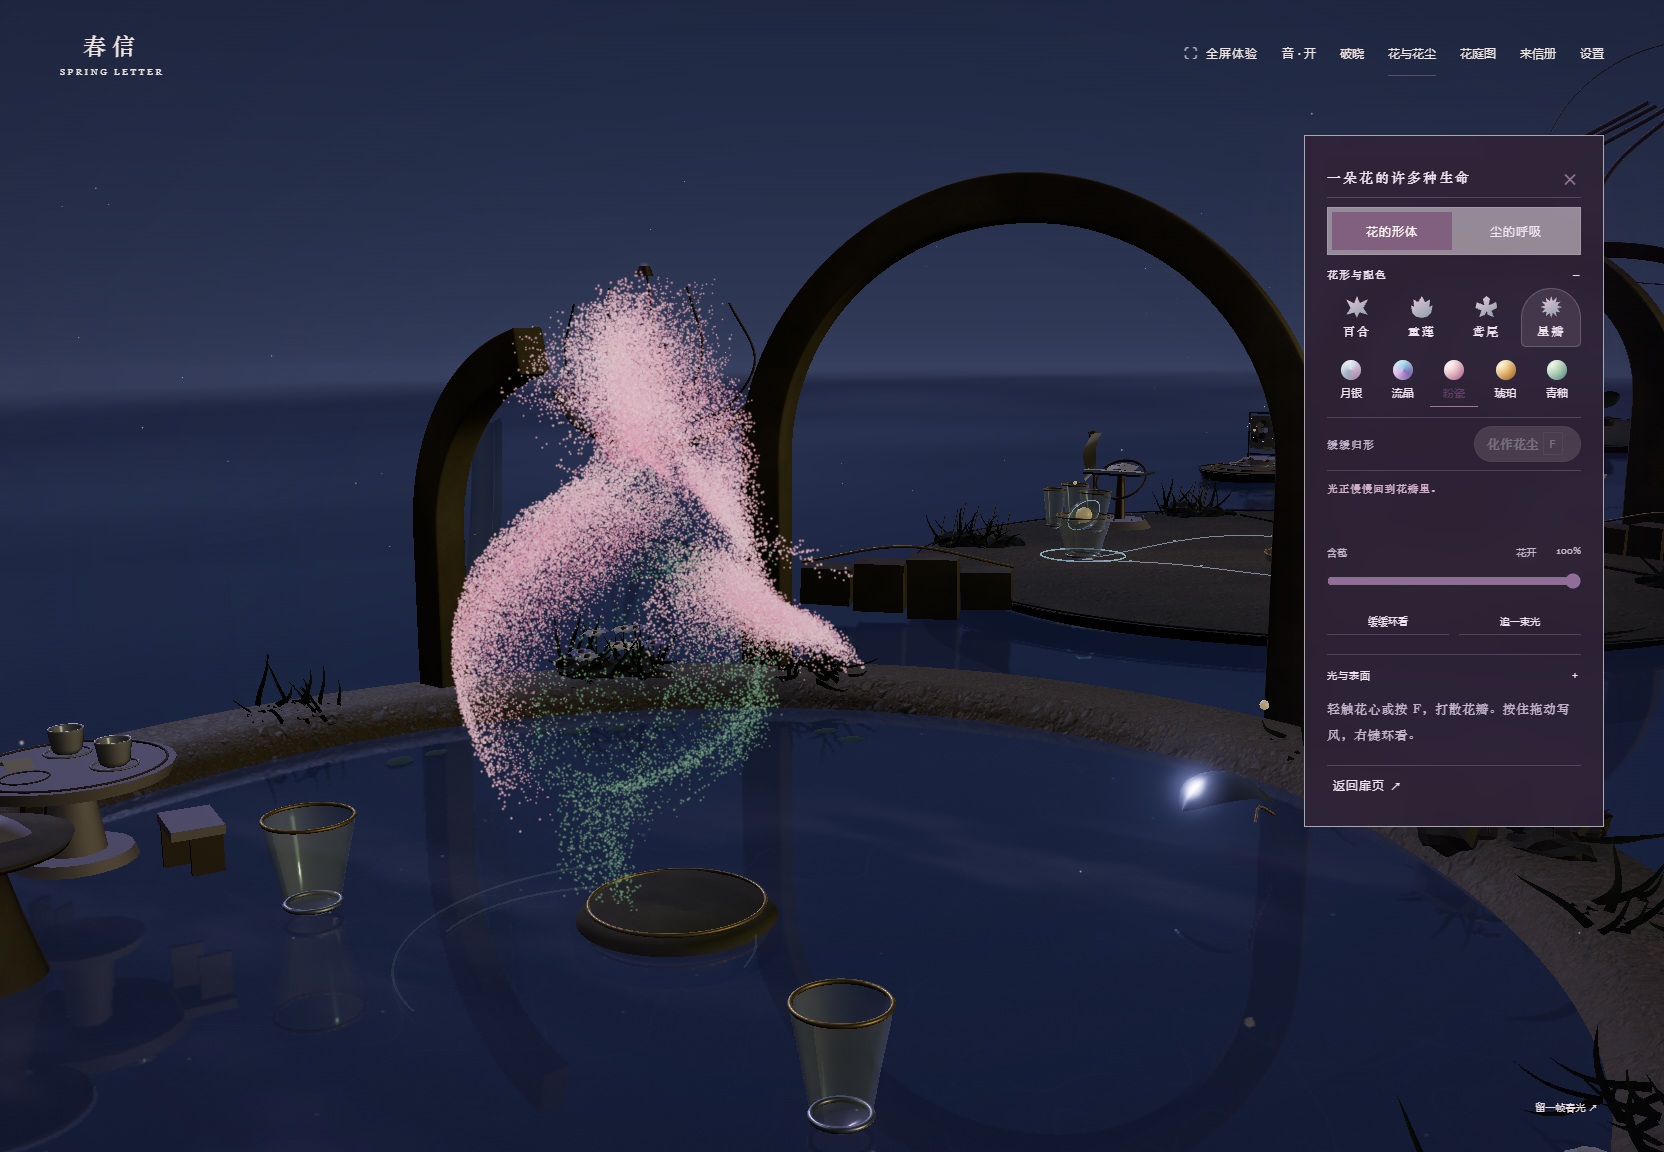 春信
SPRING LETTER
全屏体验 音·开 破晓 花与花尘 花庭图 来信册 设置
一朵花的许多种生命
花的形体 尘的呼吸
花形与配色
百合 重莲 鸢尾 星瓣
月银 流晶 粉瓷 琥珀 青釉
缓缓归形 化作花尘 F
光正慢慢回到花瓣里。
含苞 花开 100%
缓缓环看 追一束光
光与表面 +
轻触花心或按 F，打散花瓣。按住拖动写
风，右键环看。
返回扉页 ↗
留一帧春光 ↗